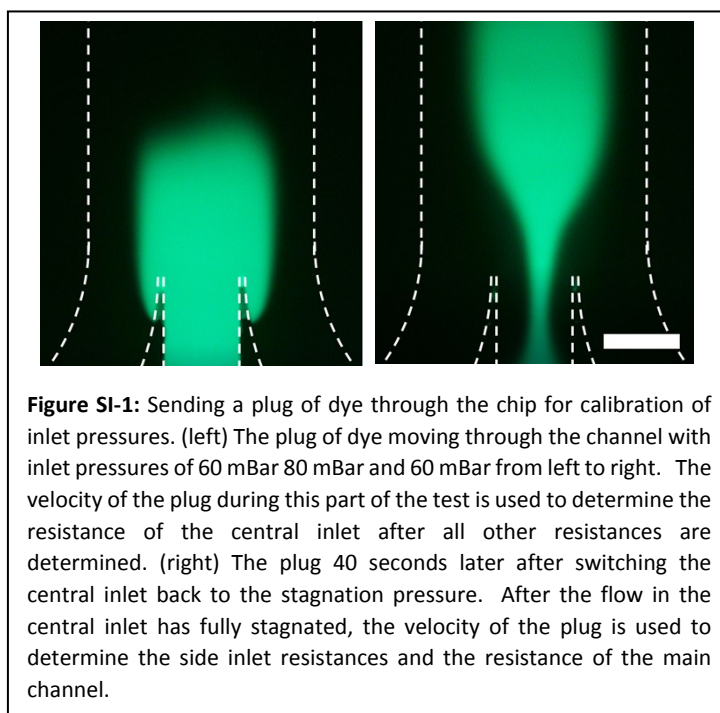 Figure SI-1: Sending a plug of dye through the chip for calibration of
inlet pressures. (left) The plug of dye moving through the channel with
inlet pressures of 60 mBar 80 mBar and 60 mBar from left to right. The
velocity of the plug during this part of the test is used to determine the
resistance of the central inlet after all other resistances are
determined. (right) The plug 40 seconds later after switching the
central inlet back to the stagnation pressure. After the flow in the
central inlet has fully stagnated, the velocity of the plug is used to
determine the side inlet resistances and the resistance of the main
channel.